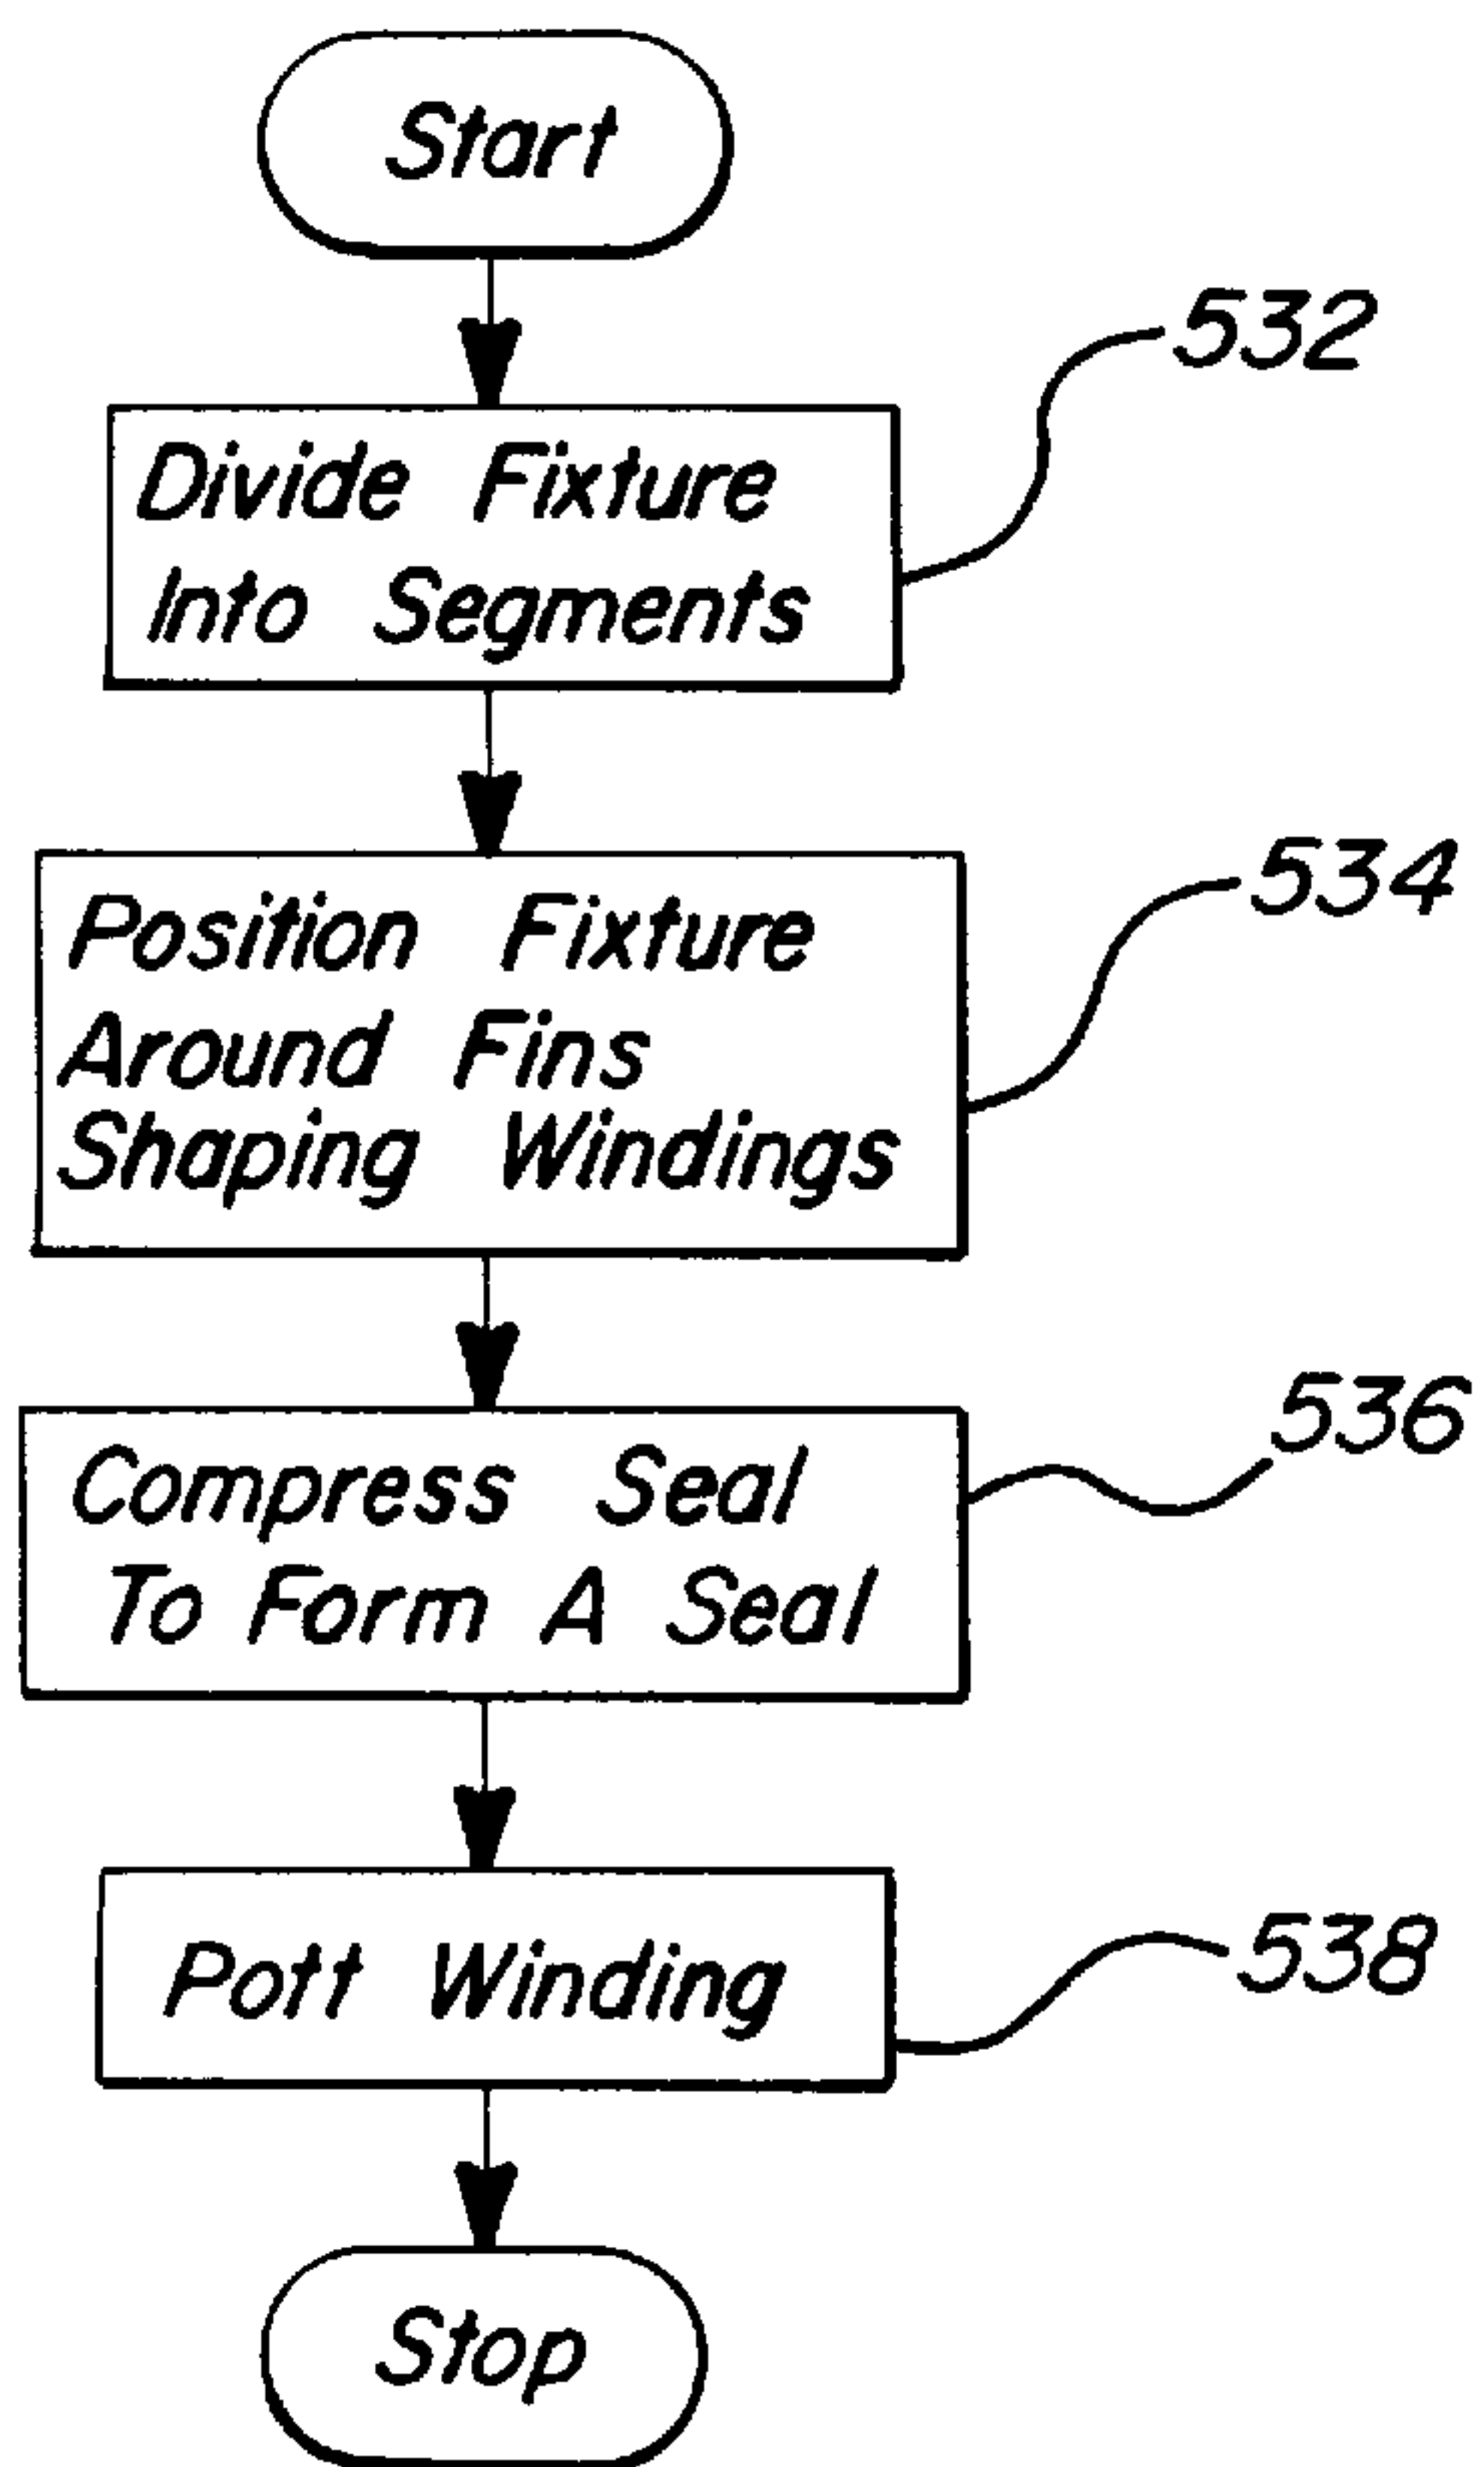 Start
532
Divide Fixture
Into Segments
534
Position Fixture
Around Fins
Shaping Windings
536
Compress Seal
To Form A Seal
538
Pott Winding
Stop